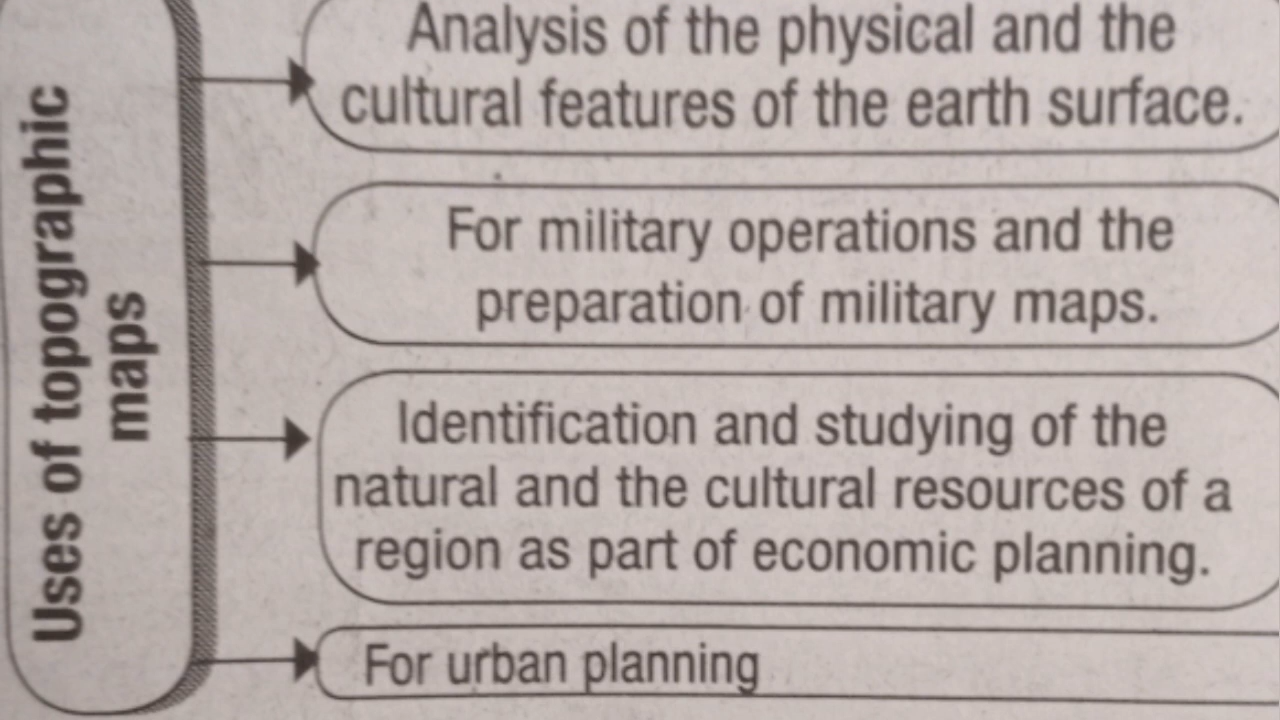 Uses of topographic
maps
Analysis of the physical and the
cultural features of the earth surface.
For military operations and the
preparation of military maps.
Identification and studying of the
natural and the cultural resources of a
region as part of economic planning.
For urban planning